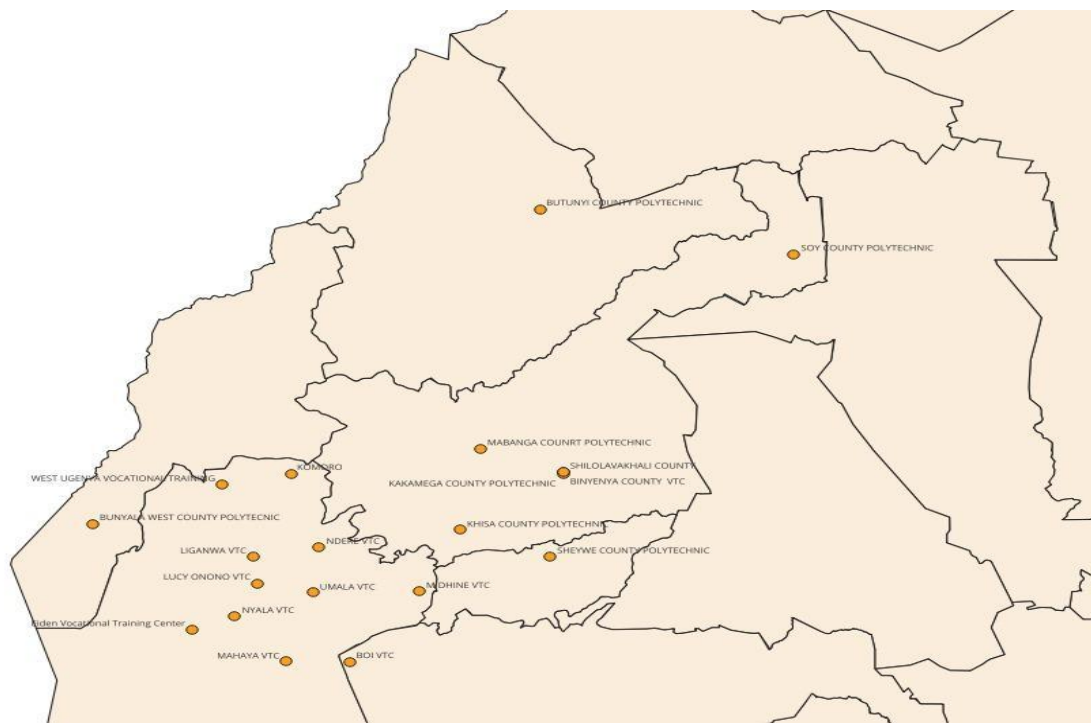 BUTUNYI COUNTY POLYTECHNIC
SOY COUNTY POLYTECHNIC
MABANGA COUNRT POLYTECHNIC
SHILOLAVAKHALI COUNTY
KOMORO
WEST UGENYA VOCATIONAL TRAINING
KAKAMEGA COUNTY POLYTECHNIC
BINYENYA COUNTY VTC
BUNYALA WEST COUNTY POLYTECNIC
KHISA COUNTY POLYTECHNIC
NDERE VTC
LIGANWA VTC
SHEYWE COUNTY POLYTECHNIC
LUCY ONONO VTC
UMALA VTC
MIDHINE VTC
NYALA VTC
Vocational Training Center
MAHAYA VTC
BOI VTC